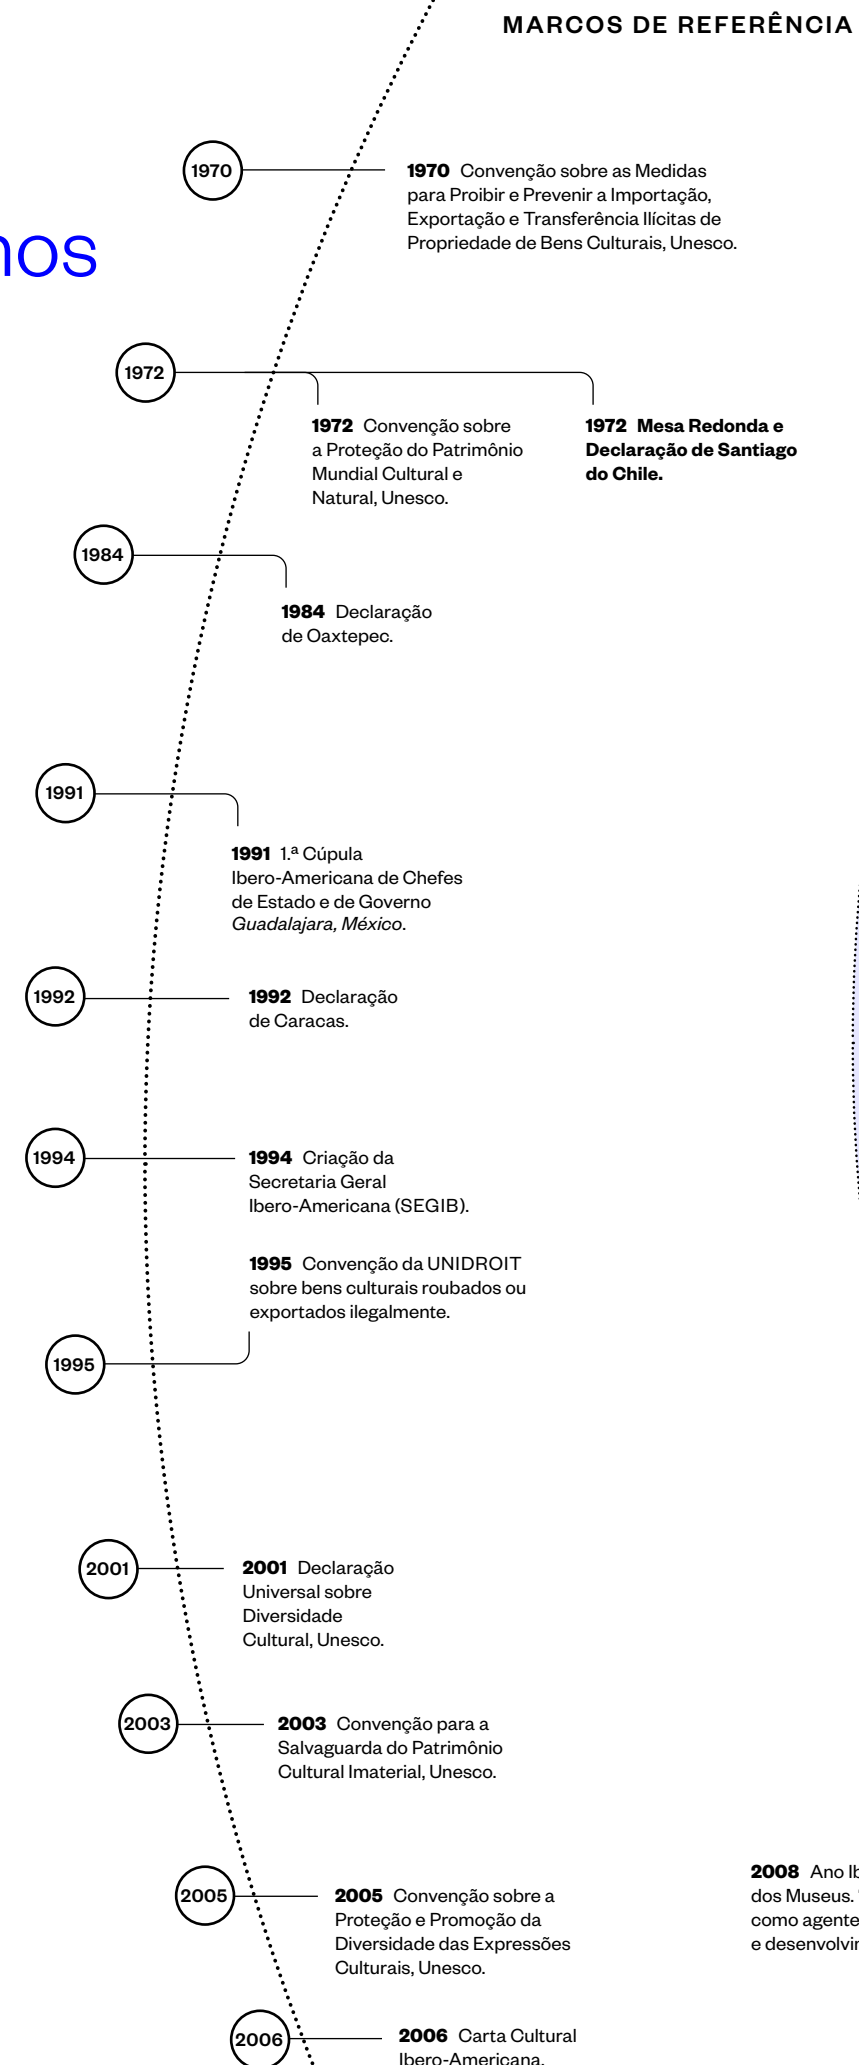 MARCOS DE REFERÊNCIA
1970
1970 Convenção sobre as Medidas
para Proibir e Prevenir a Importação,
Exportação e Transferência Ilícitas de
Propriedade de Bens Culturais, Unesco.
nos
1972
1972 Convenção sobre
a Proteção do Patrimônio
Mundial Cultural e
Natural, Unesco.
1972 Mesa Redonda e
Declaração de Santiago
do Chile.
1984
1984 Declaração
de Oaxtepec.
1991
1991 1.ª Cúpula
Ibero-Americana de Chefes
de Estado e de Governo
Guadalajara, México.
1992
1992 Declaração
de Caracas.
1994
1994 Criação da
Secretaria Geral
Ibero-Americana (SEGIB).
1995 Convenção da UNIDROIT
sobre bens culturais roubados ou
exportados ilegalmente.
1995
2001
2001 Declaração
Universal sobre
Diversidade
Cultural, Unesco.
2003
2003 Convenção para a
Salvaguarda do Patrimônio
Cultural Imaterial, Unesco.
2005
2005 Convenção sobre a
Proteção e Promoção da
Diversidade das Expressões
Culturais, Unesco.
2008 Ano
dos Museus.
como agente
e
2006
2006 Carta Cultural
Ibero-Americana.